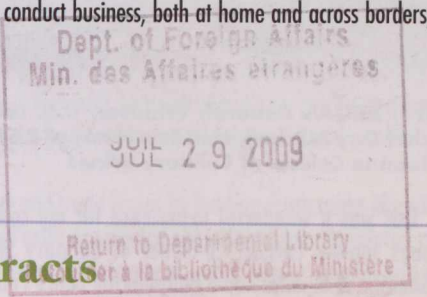 conduct business, both at home and across borders
Dept. of Foreign Affairs
Min. des Affaires étrangères
JUIL
JUL 2 9 2009
Return to Departmental Library
à la bibliothèque du Ministère
racts